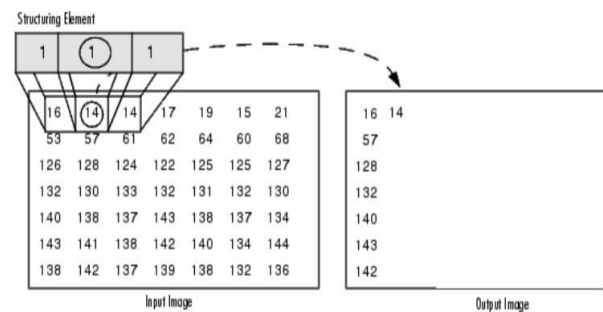 Structuring Element
1 1 1
16 14 14 17 19 15 21
53 57 61 62 64 60 68
126 128 124 122 125 125 127
132 130 133 132 131 132 130
140 138 137 143 138 137 134
143 141 138 142 140 134 144
138 142 137 139 138 132 136
Input Image
16 14
57
128
132
140
143
142
Output Image